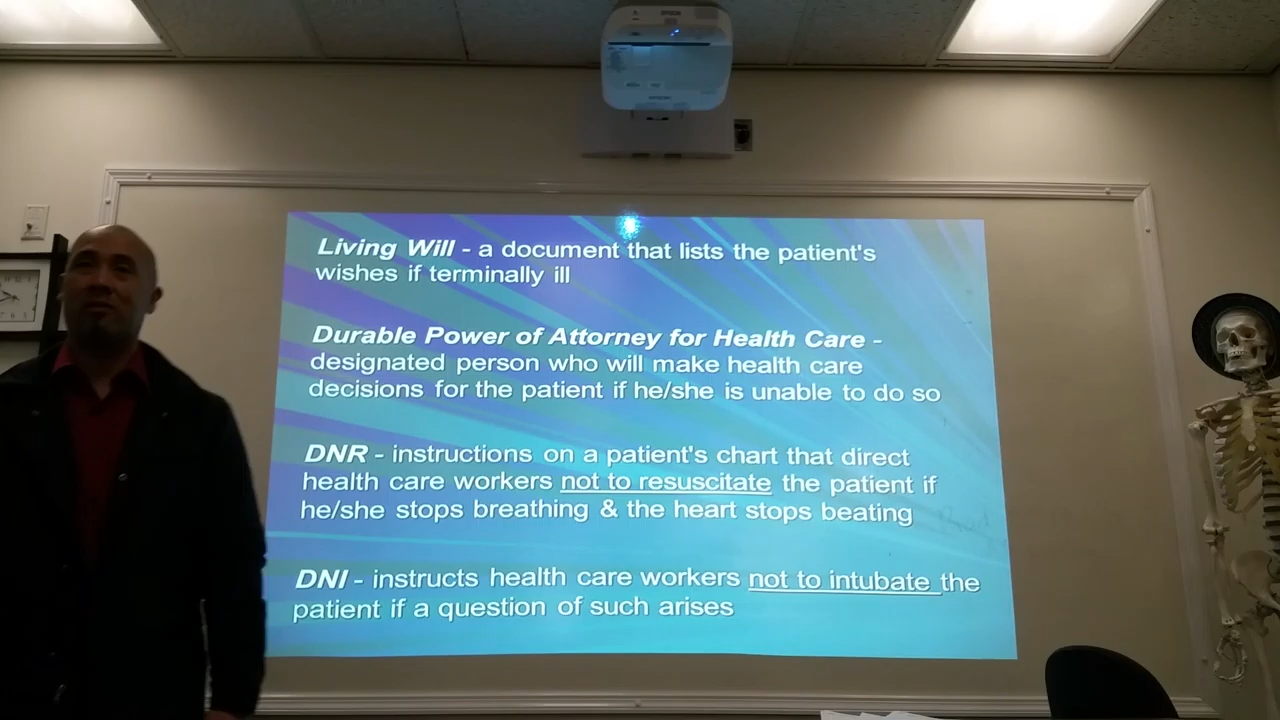 EPSON
Living Will - a document that lists the patient's
wishes if terminally ill
Durable Power of Attorney for Health Care -
designated person who will make health care
decisions for the patient if he/she is unable to do so
DNR - instructions on a patient's chart that direct
health care workers not to resuscitate the patient if
he/she stops breathing & the heart stops beating
DNI - instructs health care workers not to intubate the
patient if a question of such arises